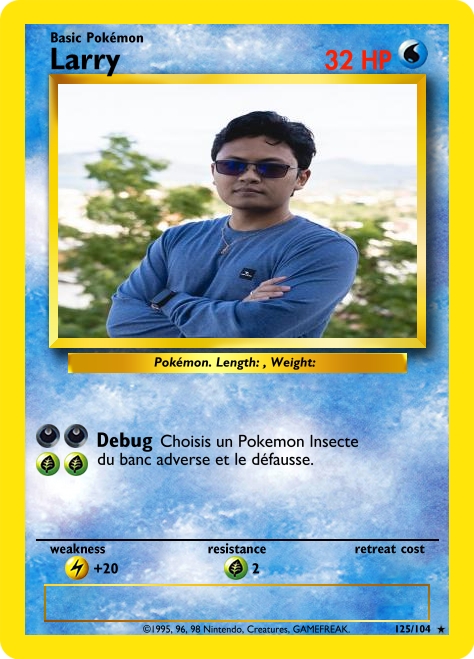 Basic Pokémon
Larry
32 HP
Pokémon. Length: , Weight:
Debug Choisis un Pokemon Insecte
du banc adverse et le défausse.
weakness resistance retreat cost
+20 2
©1995, 96, 98 Nintendo, Creatures, GAMEFREAK. 125/104 ★